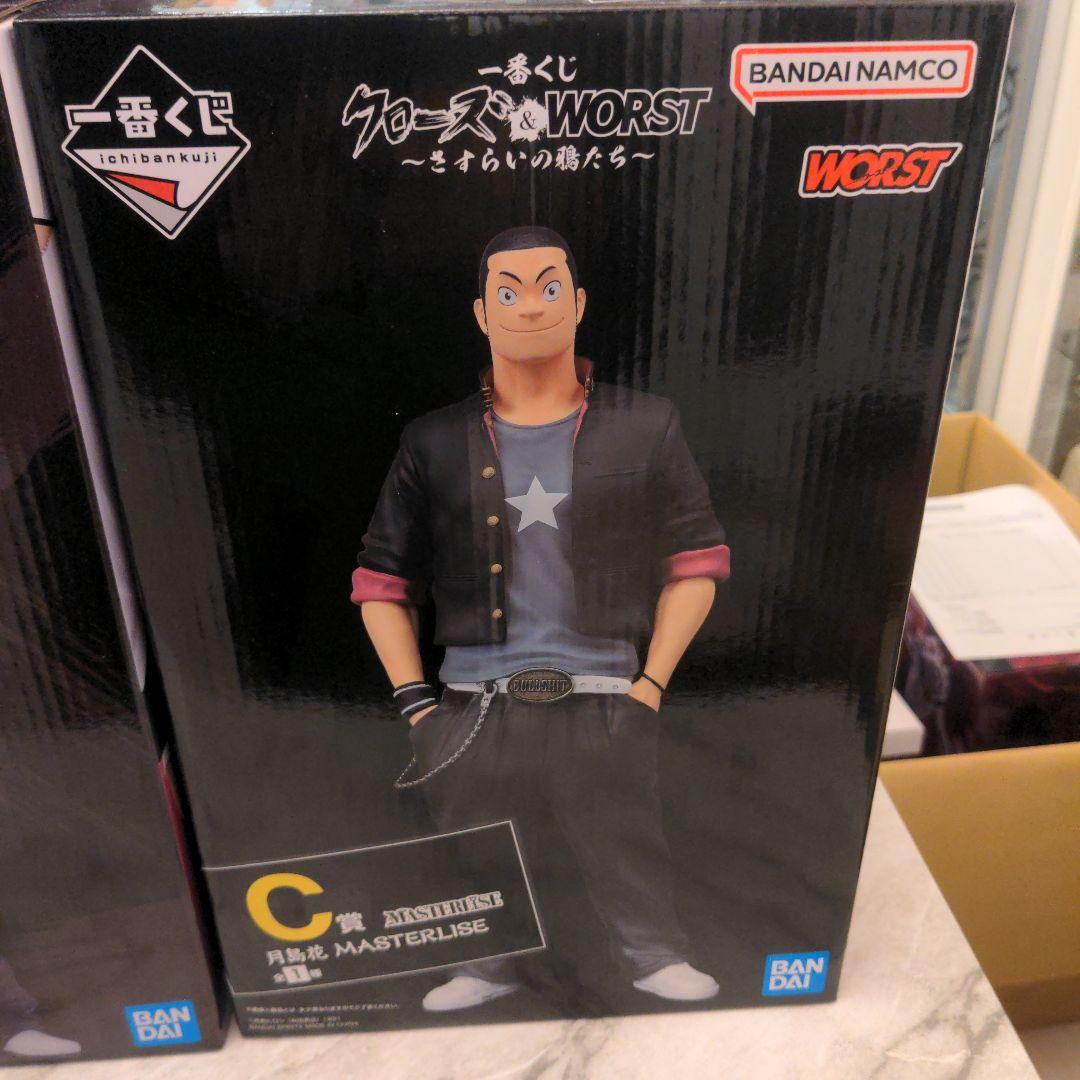 一番くじ
ichibankuji
一番くじ
クローズ&WORST
〜さすらいの鴉たち〜
BANDAI NAMCO
WORST
BULLSHIT
C賞 MASTERLISE
月島花 MASTERLISE
全1種
BANDAI
BANDAI